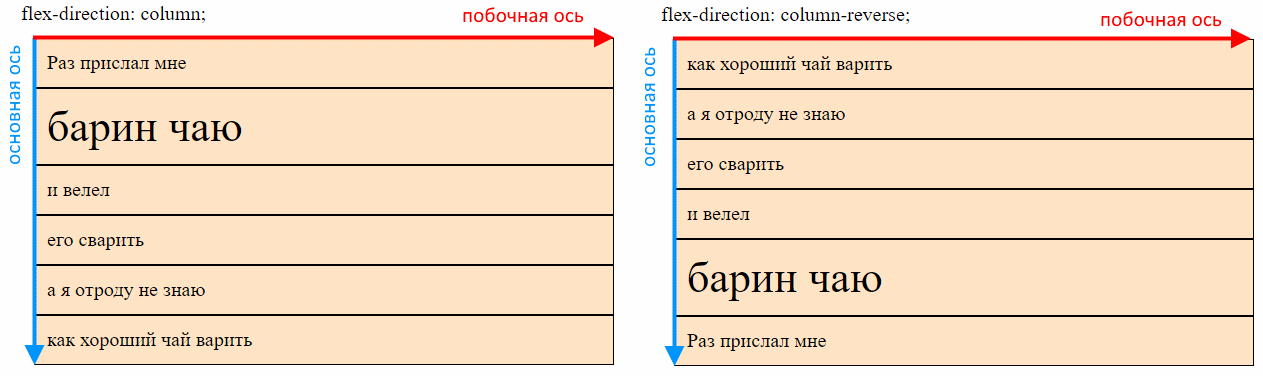 flex-direction: column;
побочная ось
основная ось
Раз прислал мне
барин чаю
и велел
его сварить
а я отроду не знаю
как хороший чай варить
flex-direction: column-reverse;
побочная ось
основная ось
как хороший чай варить
а я отроду не знаю
его сварить
и велел
барин чаю
Раз прислал мне